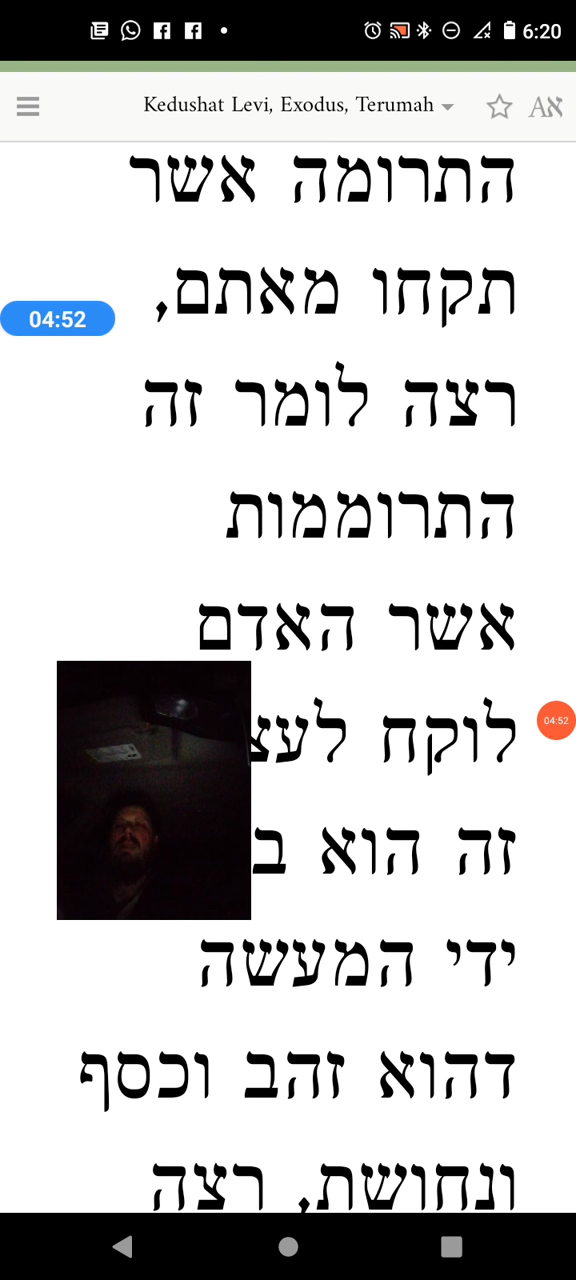 6:20
Kedushat Levi, Exodus, Terumah
Aא
התרומה אשר
תקחו מאתם,
04:52
רצה לומר זה
התרוממות
אשר האדם
לוקח
04:52
זה הוא
ידי המעשה
דהוא זהב וכסף
ונחושת, רצה